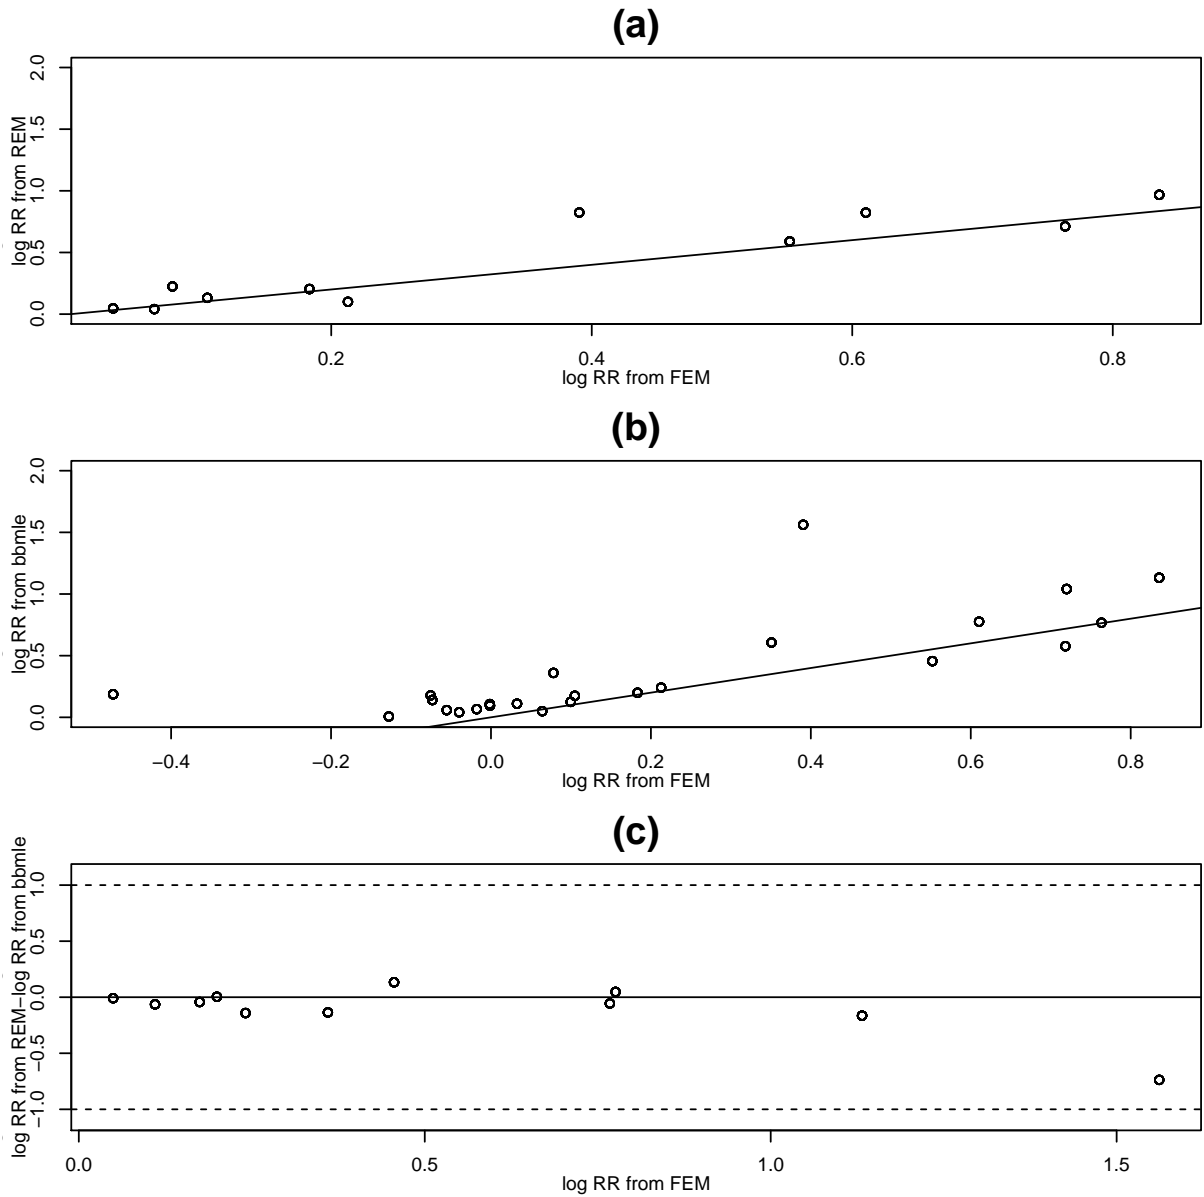 (a)
log RR from REM
2.0
1.5
1.0
0.5
0.0
0.2 0.4 0.6 0.8
log RR from FEM
(b)
log RR from bbmle
2.0
1.5
1.0
0.5
0.0
−0.4 −0.2 0.0 0.2 0.4 0.6 0.8
log RR from FEM
(c)
log RR from REM−log RR from bbmle
1.0
0.5
0.0
−0.5
−1.0
0.0 0.5 1.0 1.5
log RR from FEM